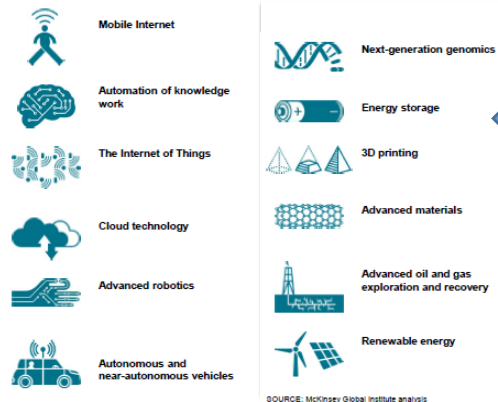 Mobile Internet
Automation of knowledge
work
The Internet of Things
Cloud technology
Advanced robotics
Autonomous and
near-autonomous vehicles
Next-generation genomics
Energy storage
3D printing
Advanced materials
Advanced oil and gas
exploration and recovery
Renewable energy
SOURCE: McKinsey Global Institute analysis